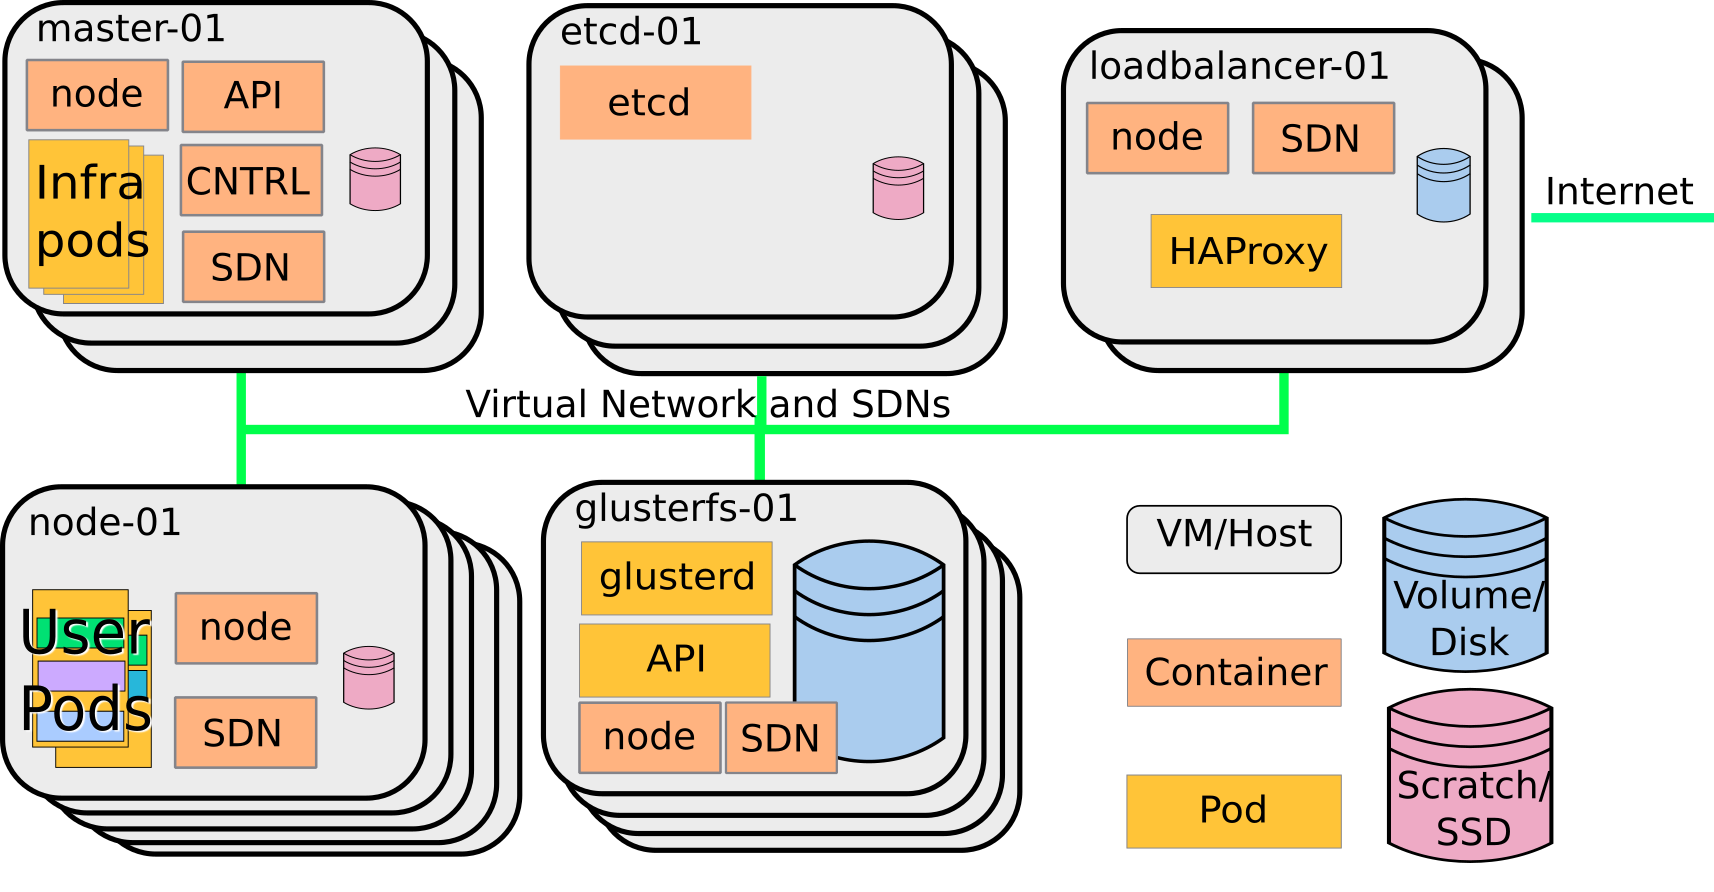 master-01
node
API
Infra
pods
CNTRL
SDN
etcd-01
etcd
loadbalancer-01
node
SDN
HAProxy
Internet
Virtual Network and SDNs
node-01
User
Pods
node
SDN
glusterfs-01
glusterd
API
node
SDN
VM/Host
Container
Pod
Volume/
Disk
Scratch/
SSD